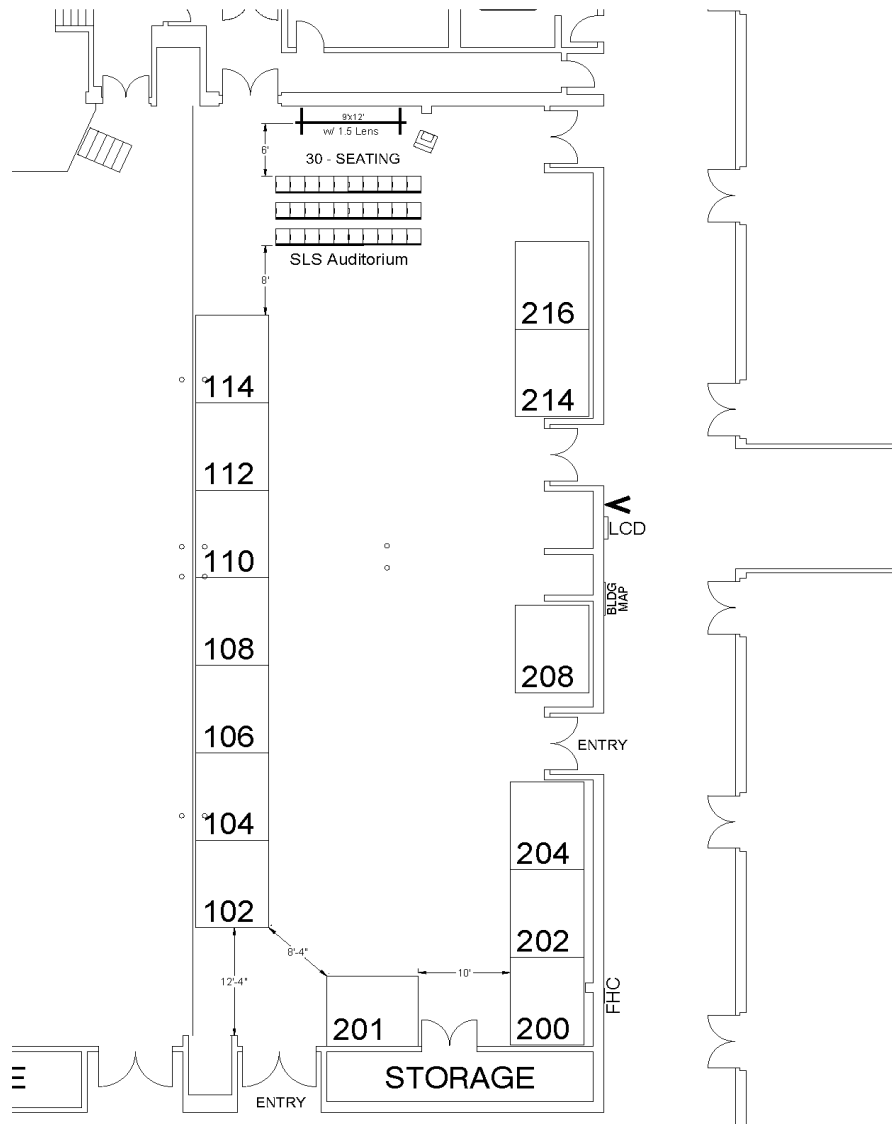 9'x12'
w/ 1.5 Lens
6'
30 - SEATING
SLS Auditorium
8'
216
114
214
112
LCD
110
BLDG
MAP
108
208
106
ENTRY
104
204
102
202
8'-4"
10'
12'-4"
FHC
201
200
E
STORAGE
ENTRY